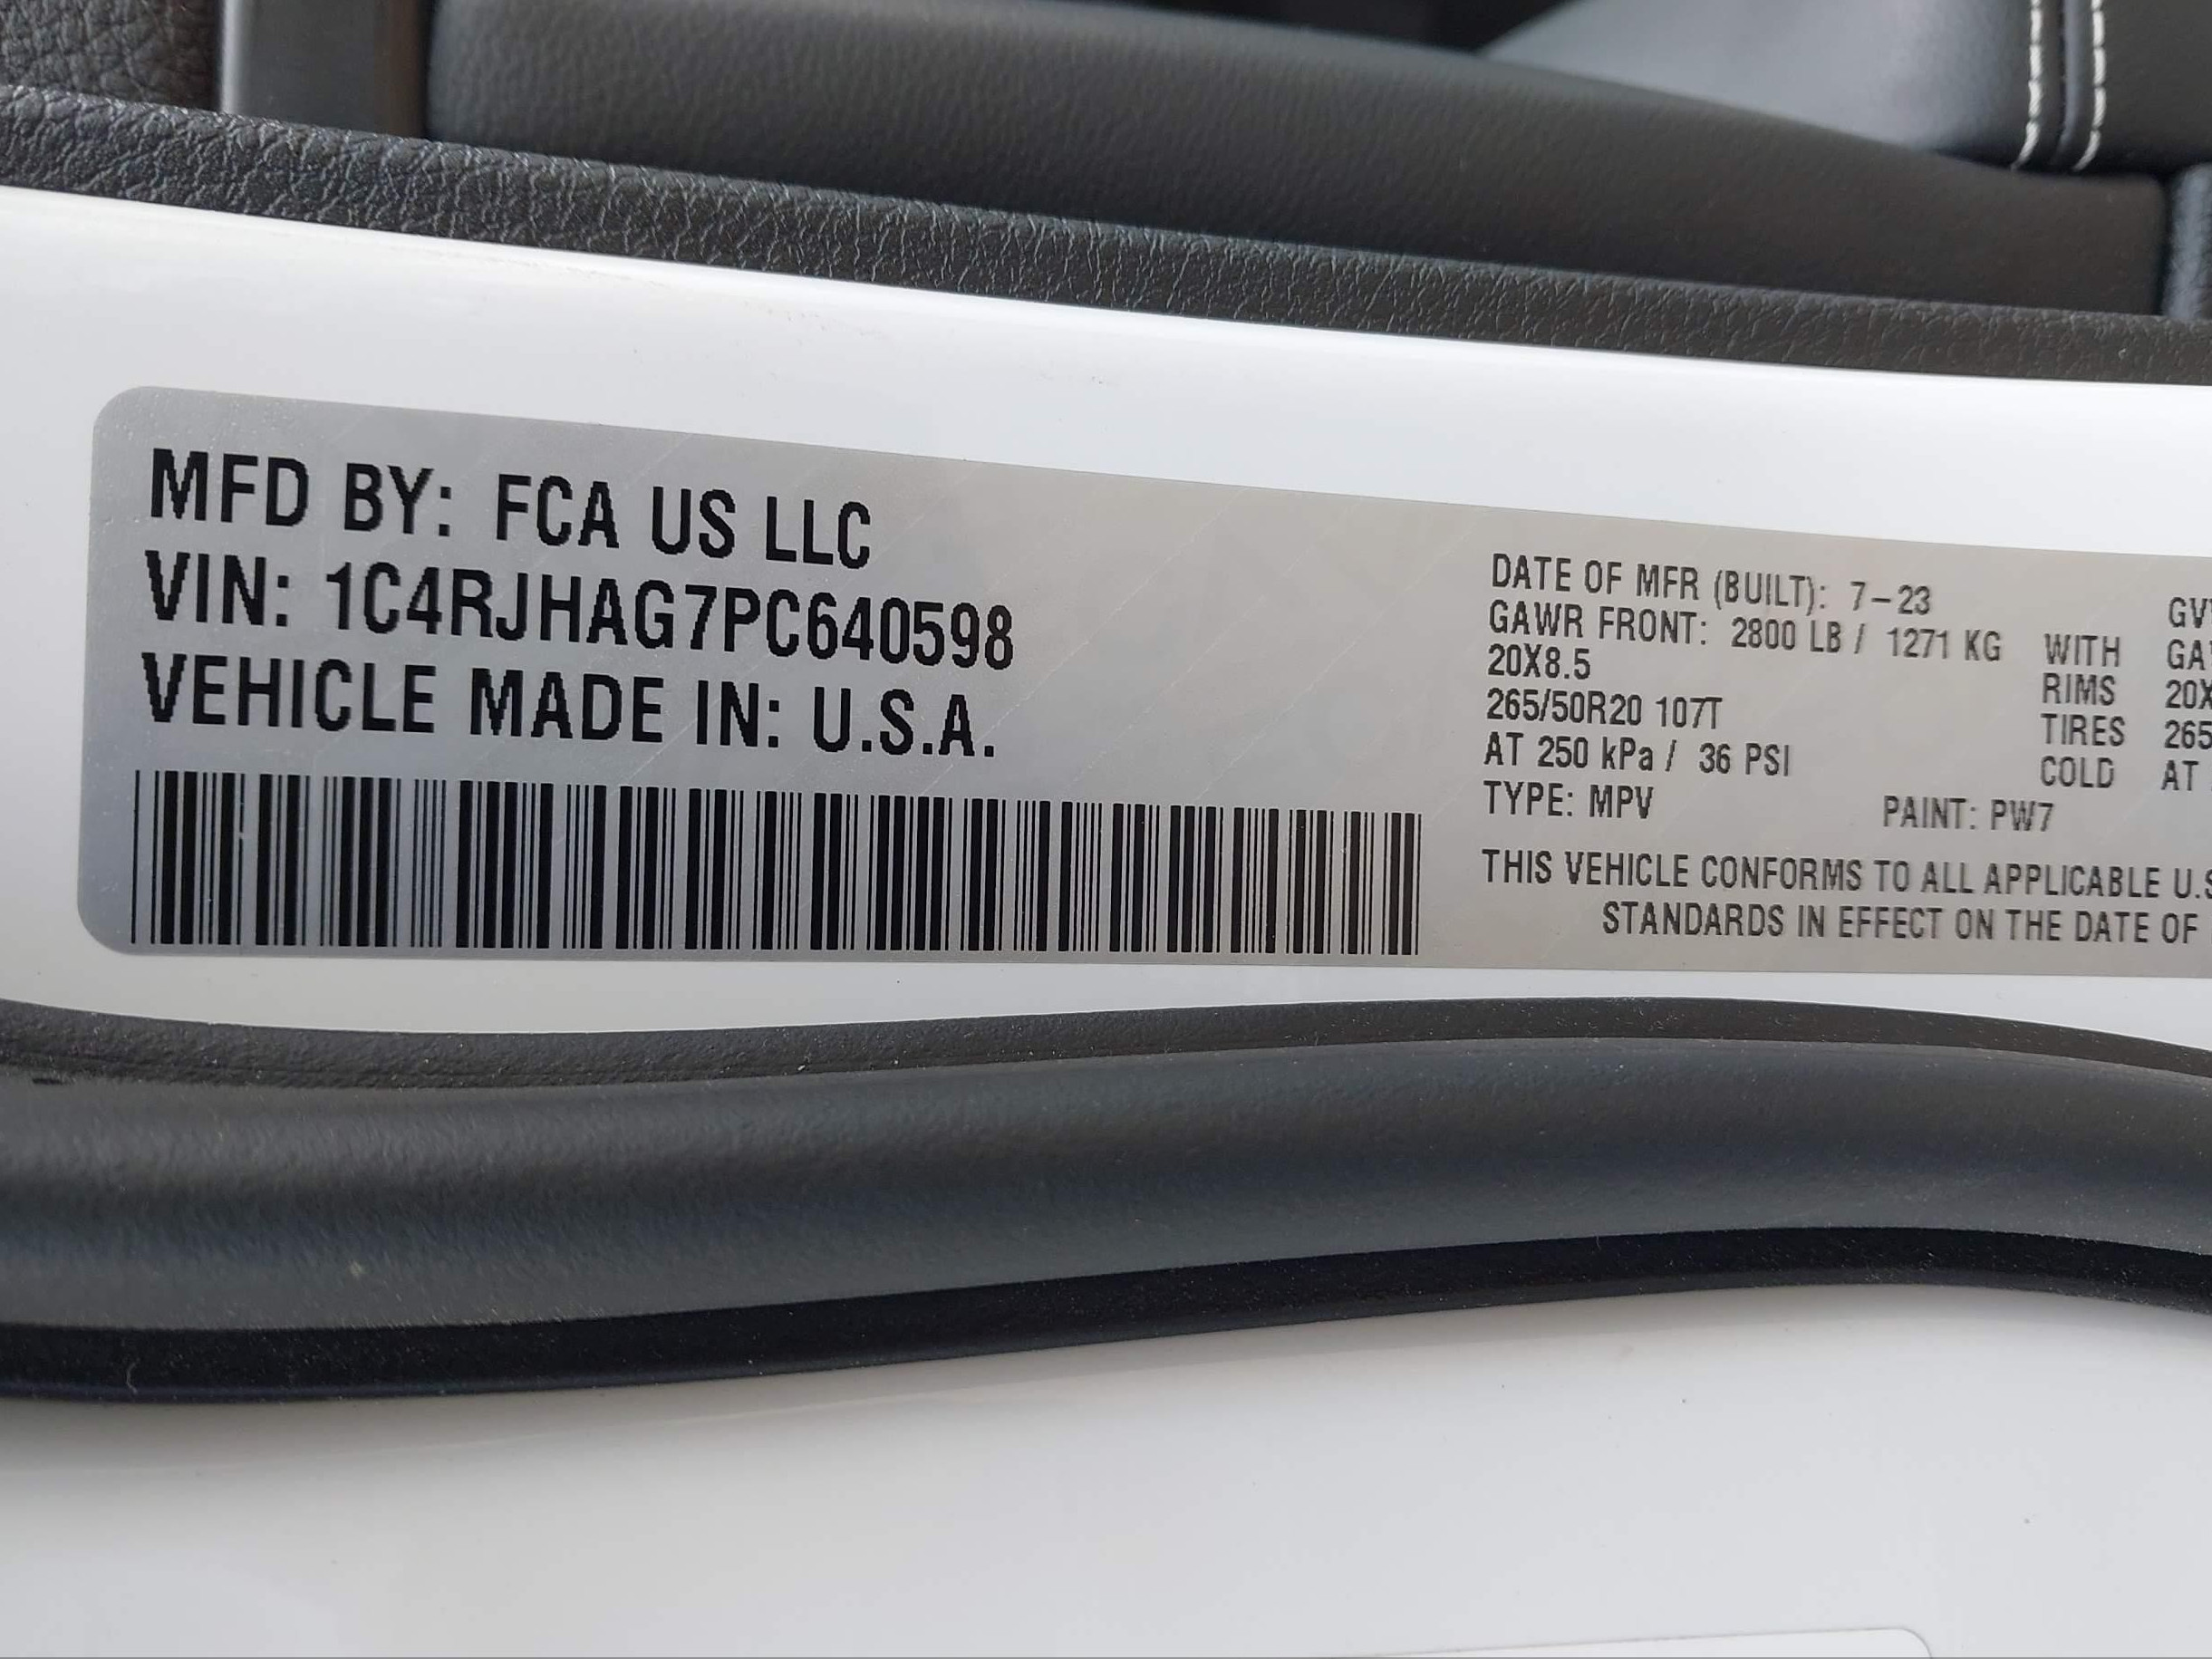 MFD BY: FCA US LLC
VIN: 1C4RJHAG7PC640598
VEHICLE MADE IN: U.S.A.
DATE OF MFR (BUILT): 7-23
GAWR FRONT: 2800 LB / 1271 KG WITH
20X8.5 RIMS
265/50R20 107T TIRES 265
AT 250 kPa / 36 PSI COLD AT
TYPE: MPV PAINT: PW7
THIS VEHICLE CONFORMS TO ALL APPLICABLE
STANDARDS IN EFFECT ON THE DATE OF